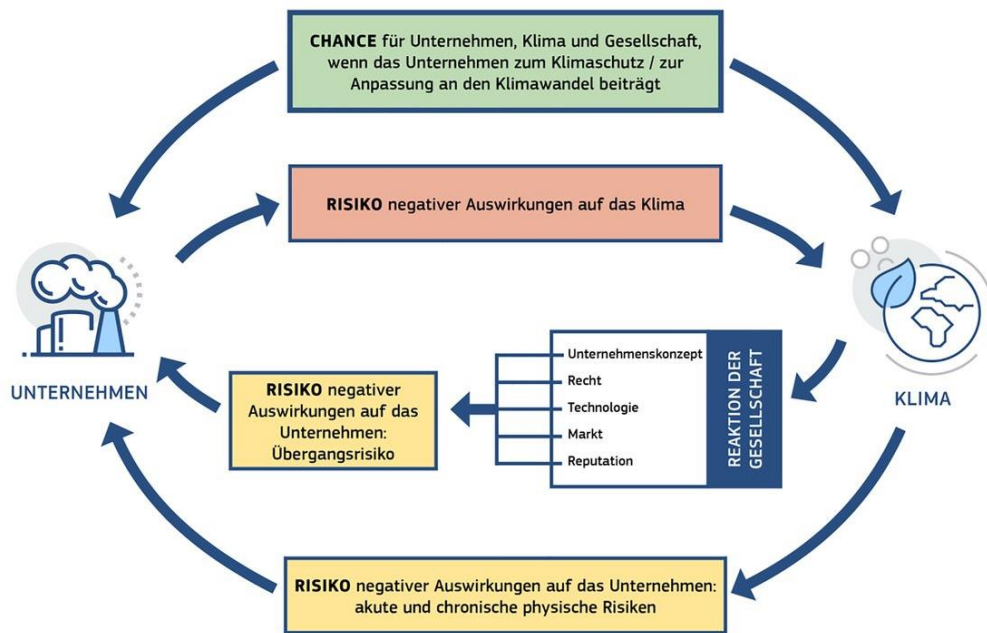 CHANCE für Unternehmen, Klima und Gesellschaft,
wenn das Unternehmen zum Klimaschutz / zur
Anpassung an den Klimawandel beiträgt
RISIKO negativer Auswirkungen auf das Klima
UNTERNEHMEN
RISIKO negativer
Auswirkungen auf das
Unternehmen:
Übergangsrisiko
Unternehmenskonzept
Recht
Technologie
Markt
Reputation
REAKTION DER
GESELLSCHAFT
KLIMA
RISIKO negativer Auswirkungen auf das Unternehmen:
akute und chronische physische Risiken